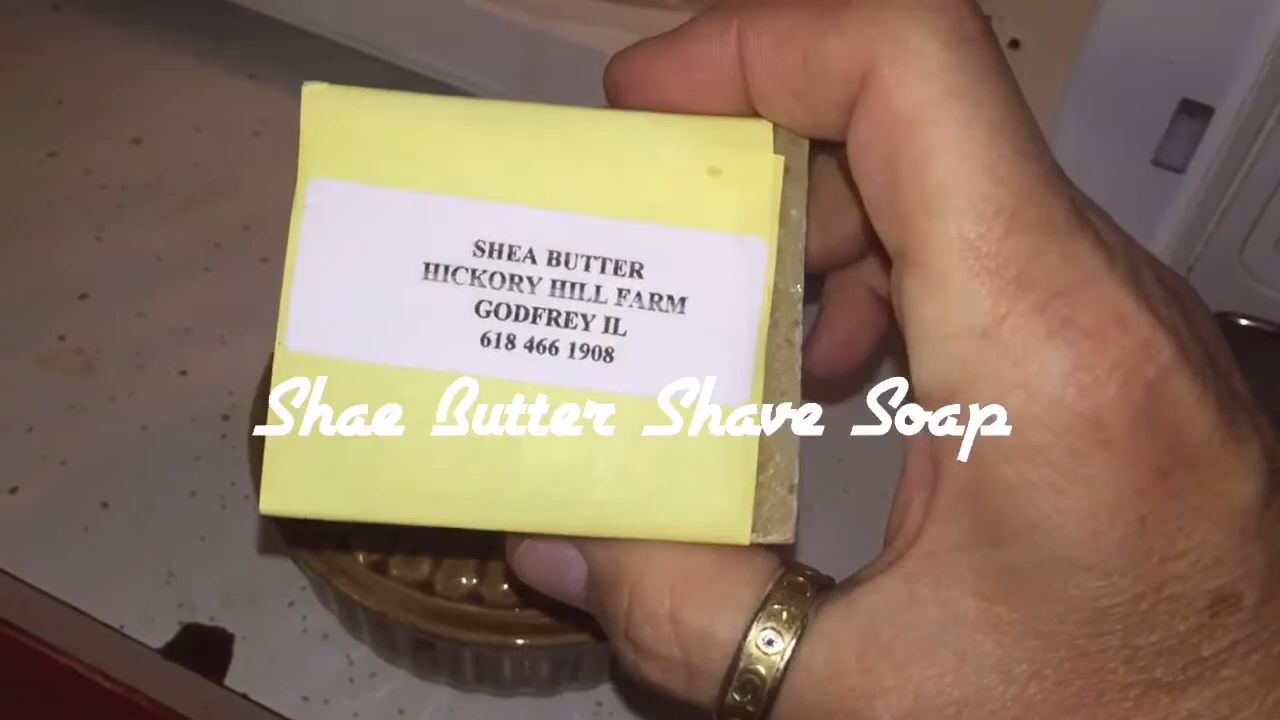 SHEA BUTTER
HICKORY HILL FARM
GODFREY IL
618 466 1908
Shae Butter Shave Soap